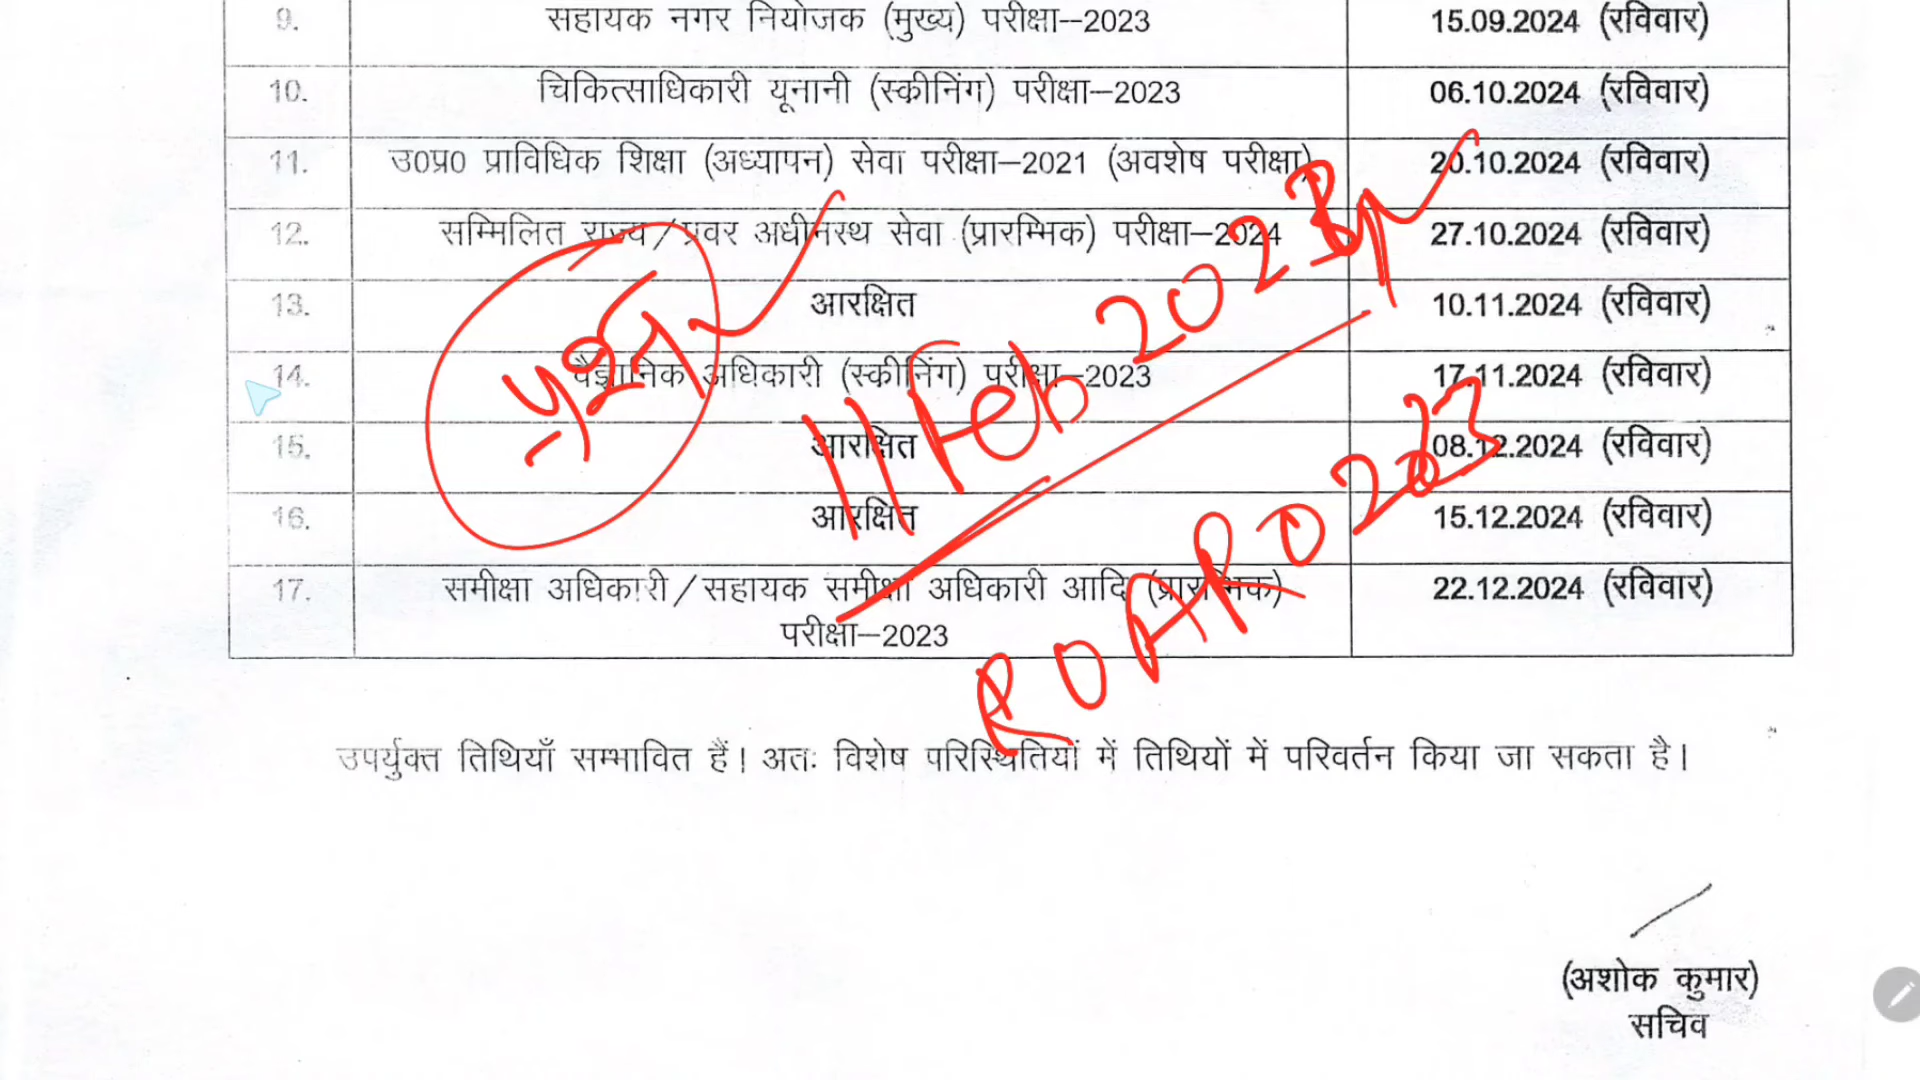 9. सहायक नगर नियोजक (मुख्य) परीक्षा–2023 15.09.2024 (रविवार)
10. चिकित्साधिकारी यूनानी (स्कीनिंग) परीक्षा–2023 06.10.2024 (रविवार)
11. उ0प्र0 प्राविधिक शिक्षा (अध्यापन) सेवा परीक्षा–2021 (अवशेष परीक्षा) 20.10.2024 (रविवार)
12. सम्मिलित राज्य/प्रवर अधीनस्थ सेवा (प्रारम्भिक) परीक्षा–2024 27.10.2024 (रविवार)
13. आरक्षित 10.11.2024 (रविवार)
14. वैज्ञानिक अधिकारी (स्कीनिंग) परीक्षा–2023 17.11.2024 (रविवार)
15. आरक्षित 08.12.2024 (रविवार)
16. आरक्षित 15.12.2024 (रविवार)
17. समीक्षा अधिकारी/सहायक समीक्षा अधिकारी आदि (प्रारम्भिक) 22.12.2024 (रविवार)
परीक्षा–2023
11 Feb 2023
ROARO 2023
उपर्युक्त तिथियाँ सम्भावित हैं। अतः विशेष परिस्थितियों में तिथियों में परिवर्तन किया जा सकता है।
(अशोक कुमार)
सचिव